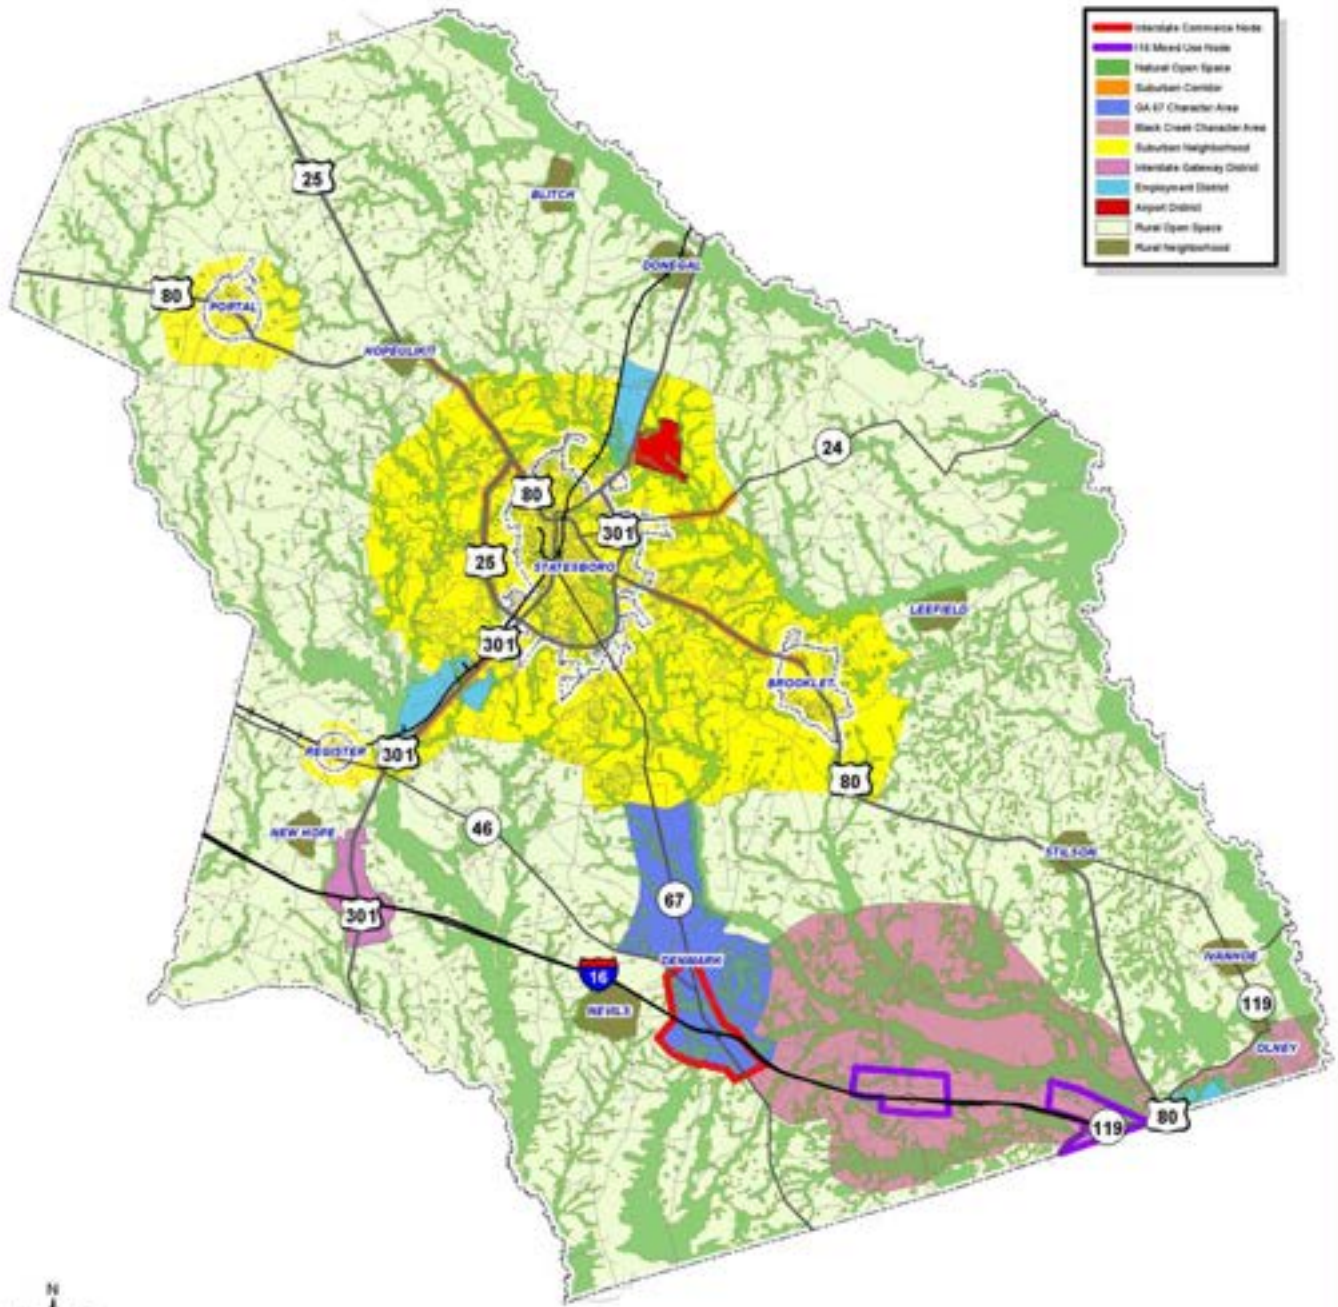 Interstate Commerce Node
I16 Mixed Use Node
Natural Open Space
Suburban Corridor
GA 67 Character Area
Black Creek Character Area
Suburban Neighborhood
Interstate Gateway District
Employment District
Airport District
Rural Open Space
Rural Neighborhood
25
BLITCH
DONEGAL
80
PORTAL
HOPEULIKIT
24
80
301
25
STATESBORO
LEEFIELD
301
BROOKLET
REGISTER
301
80
NEW HOPE
46
STILSON
67
301
DENMARK
IVANHOE
16
NEVILS
119
OLNEY
80
119
N